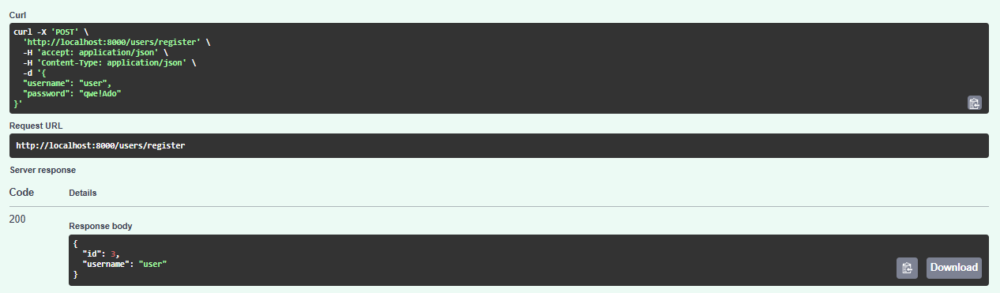 Curl
curl -X 'POST' \
  'http://localhost:8000/users/register' \
  -H 'accept: application/json' \
  -H 'Content-Type: application/json' \
  -d '{
  "username": "user",
  "password": "qwe!Ado"
}'
Request URL
http://localhost:8000/users/register
Server response
Code Details
200
Response body
{
  "id": 3,
  "username": "user"
}
Download